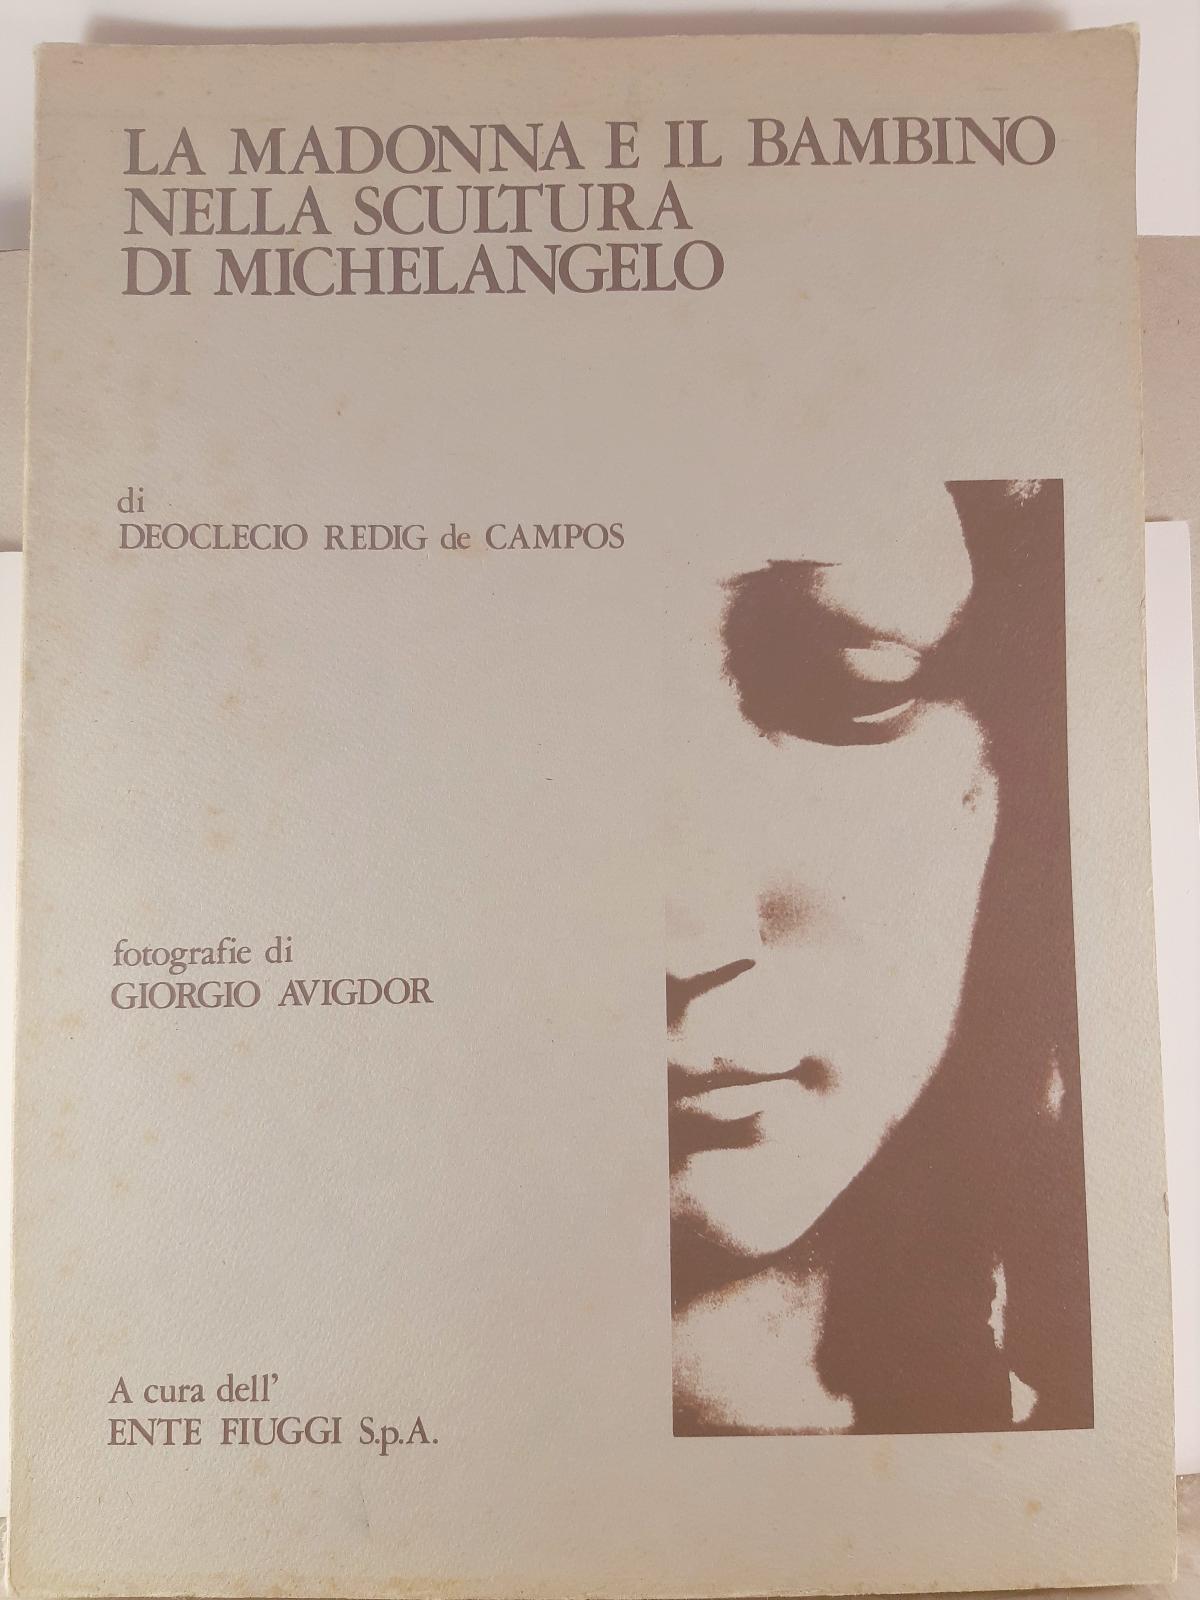 LA MADONNA E IL BAMBINO
NELLA SCULTURA
DI MICHELANGELO
di
DEOCLECIO REDIG de CAMPOS
fotografie di
GIORGIO AVIGDOR
A cura dell'
ENTE FIUGGI S.p.A.